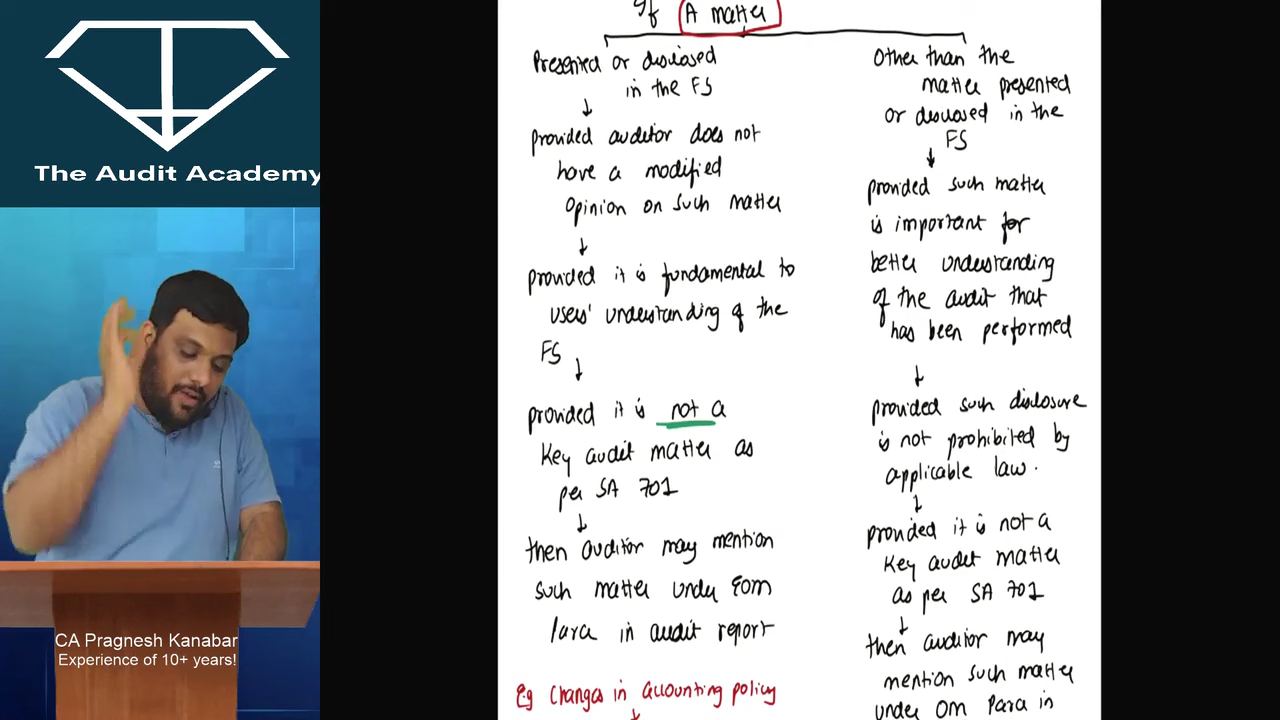 The Audit Academy
CA Pragnesh Kanabar
Experience of 10+ years!
If A matter
Presented or disclosed
in the FS
↓
provided auditor does not
have a modified
opinion on such matter
↓
provided it is fundamental to
users' understanding of the
FS
↓
provided it is not a
Key audit matter as
per SA 701
↓
then auditor may mention
such matter under EOM
Para in audit report
Eg Changes in accounting policy
↓
Other than the
matter presented
or disclosed in the
FS
↓
provided such matter
is important for
better understanding
of the audit that
has been performed
↓
provided such disclosure
is not prohibited by
applicable law.
↓
provided it is not a
Key audit matter
as per SA 701
↓
then auditor may
mention such matter
under OM Para in